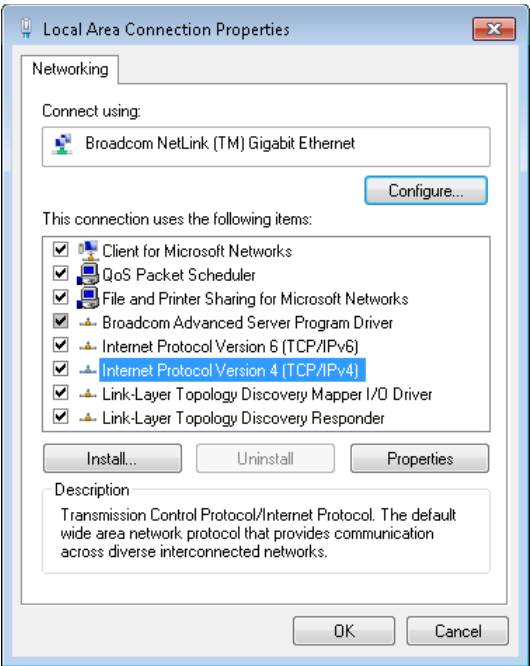 Local Area Connection Properties
Networking
Connect using:
Broadcom NetLink (TM) Gigabit Ethernet
Configure...
This connection uses the following items:
Client for Microsoft Networks
QoS Packet Scheduler
File and Printer Sharing for Microsoft Networks
Broadcom Advanced Server Program Driver
Internet Protocol Version 6 (TCP/IPv6)
Internet Protocol Version 4 (TCP/IPv4)
Link-Layer Topology Discovery Mapper I/O Driver
Link-Layer Topology Discovery Responder
Install... Uninstall Properties
Description
Transmission Control Protocol/Internet Protocol. The default
wide area network protocol that provides communication
across diverse interconnected networks.
OK Cancel